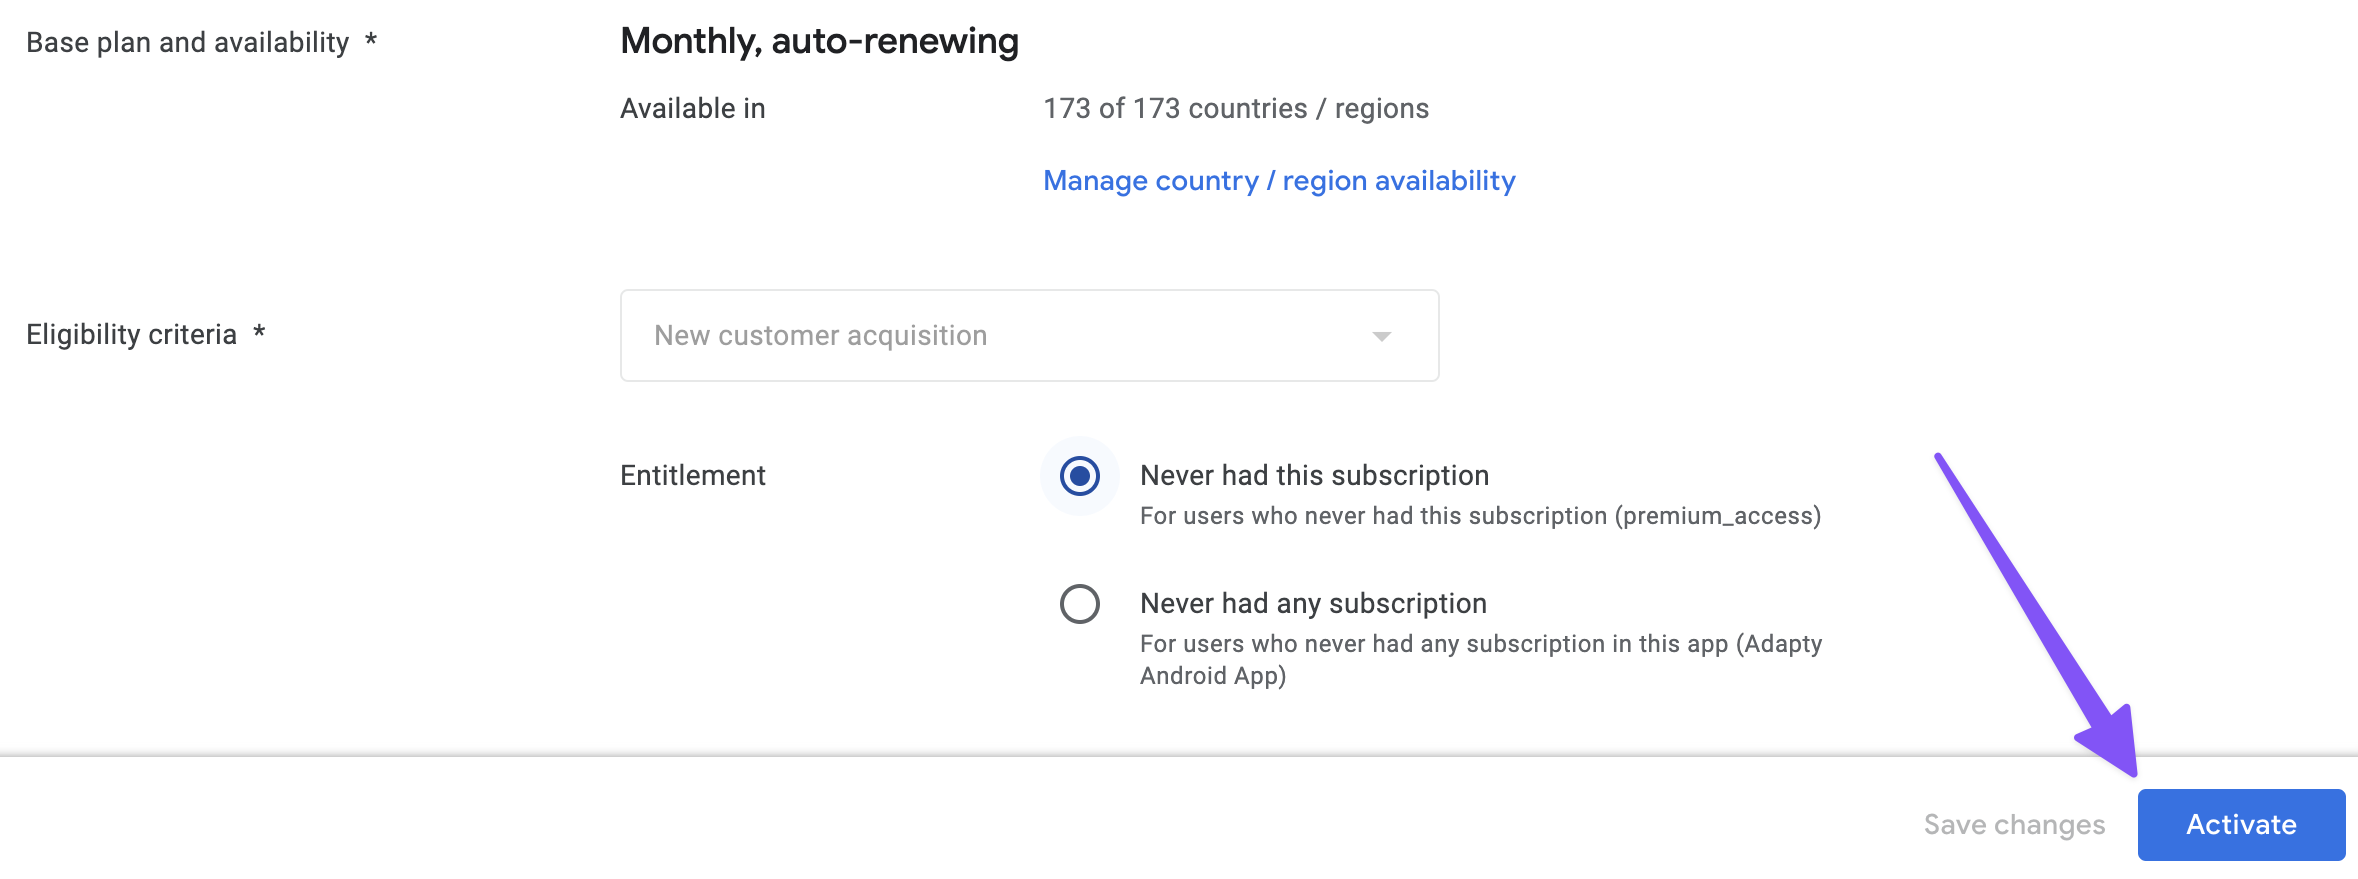 Base plan and availability *
Monthly, auto-renewing
Available in
173 of 173 countries / regions
Manage country / region availability
Eligibility criteria *
New customer acquisition
Entitlement
Never had this subscription
For users who never had this subscription (premium_access)
Never had any subscription
For users who never had any subscription in this app (Adapty
Android App)
Save changes
Activate